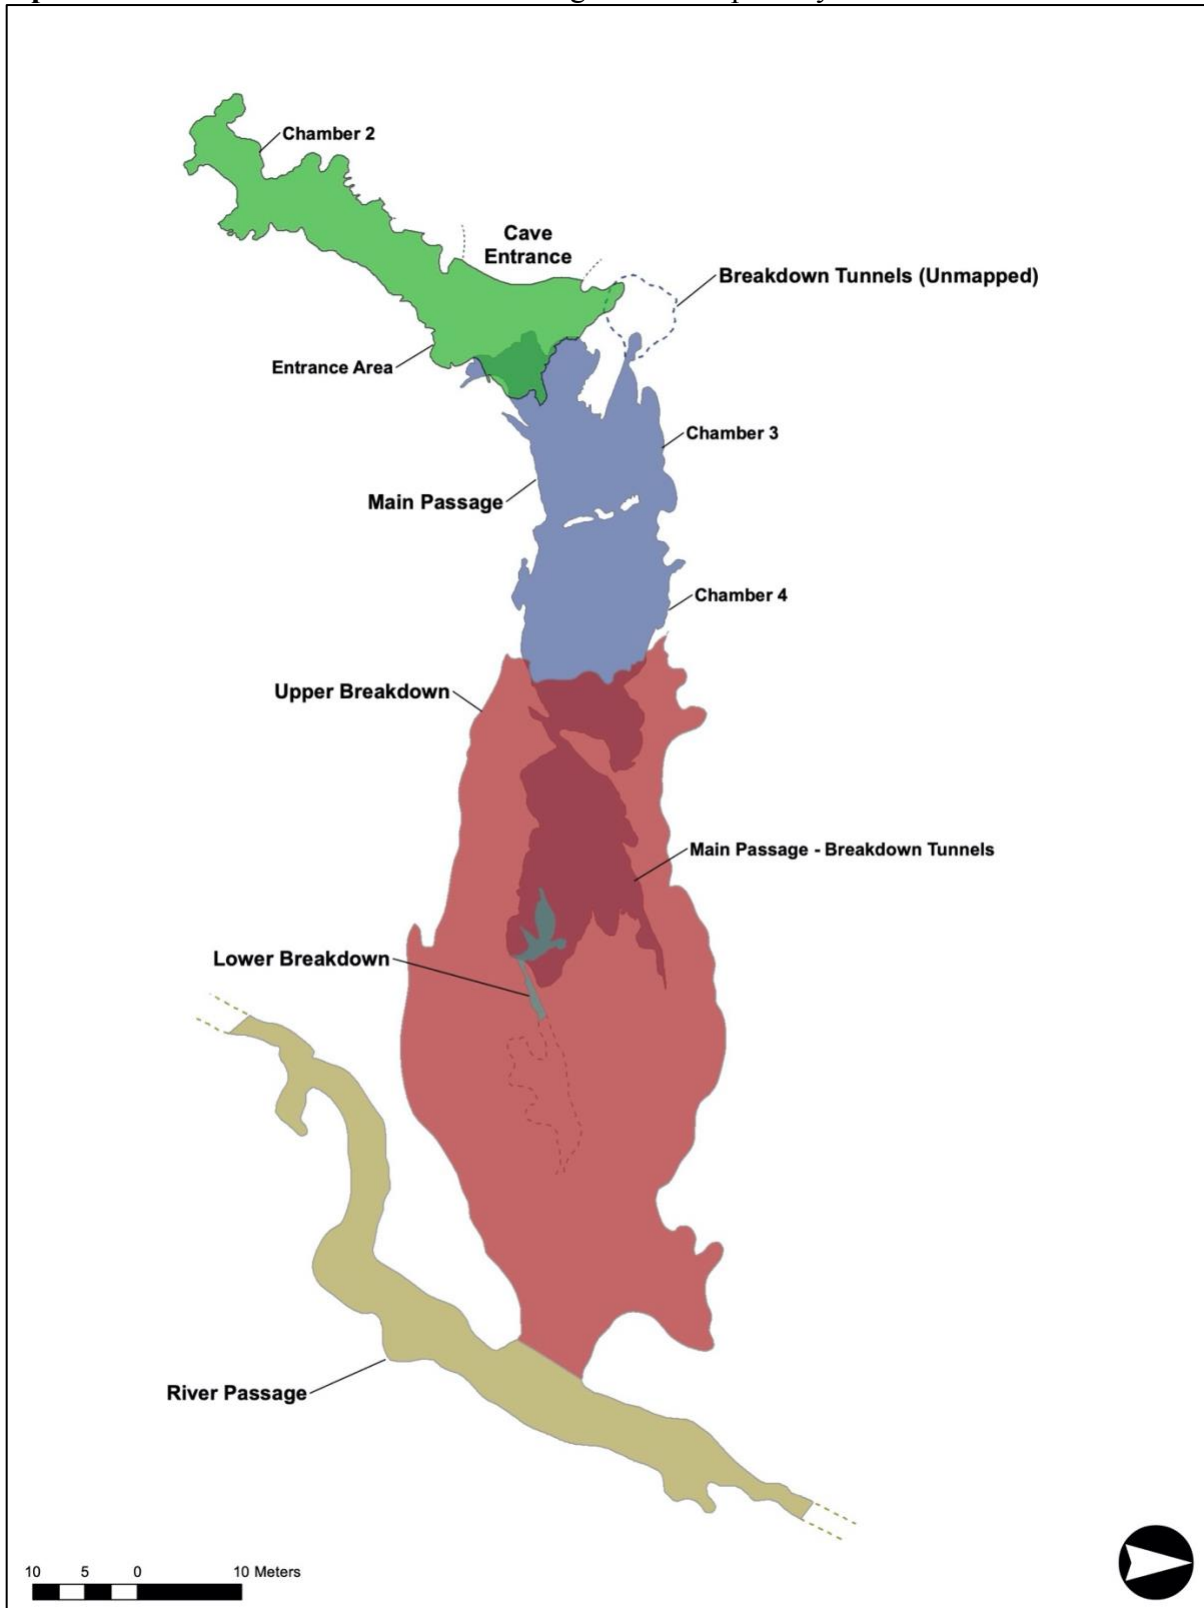 Chamber 2
Cave
Entrance
Breakdown Tunnels (Unmapped)
Entrance Area
Chamber 3
Main Passage
Chamber 4
Upper Breakdown
Main Passage - Breakdown Tunnels
Lower Breakdown
River Passage
10 5 0 10 Meters